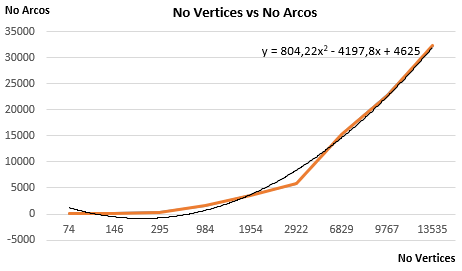 No Arcos
No Vertices vs No Arcos
35000
y = 804,22x² - 4197,8x + 4625
30000
25000
20000
15000
10000
5000
0
-5000
74 146 295 984 1954 2922 6829 9767 13535
No Vertices